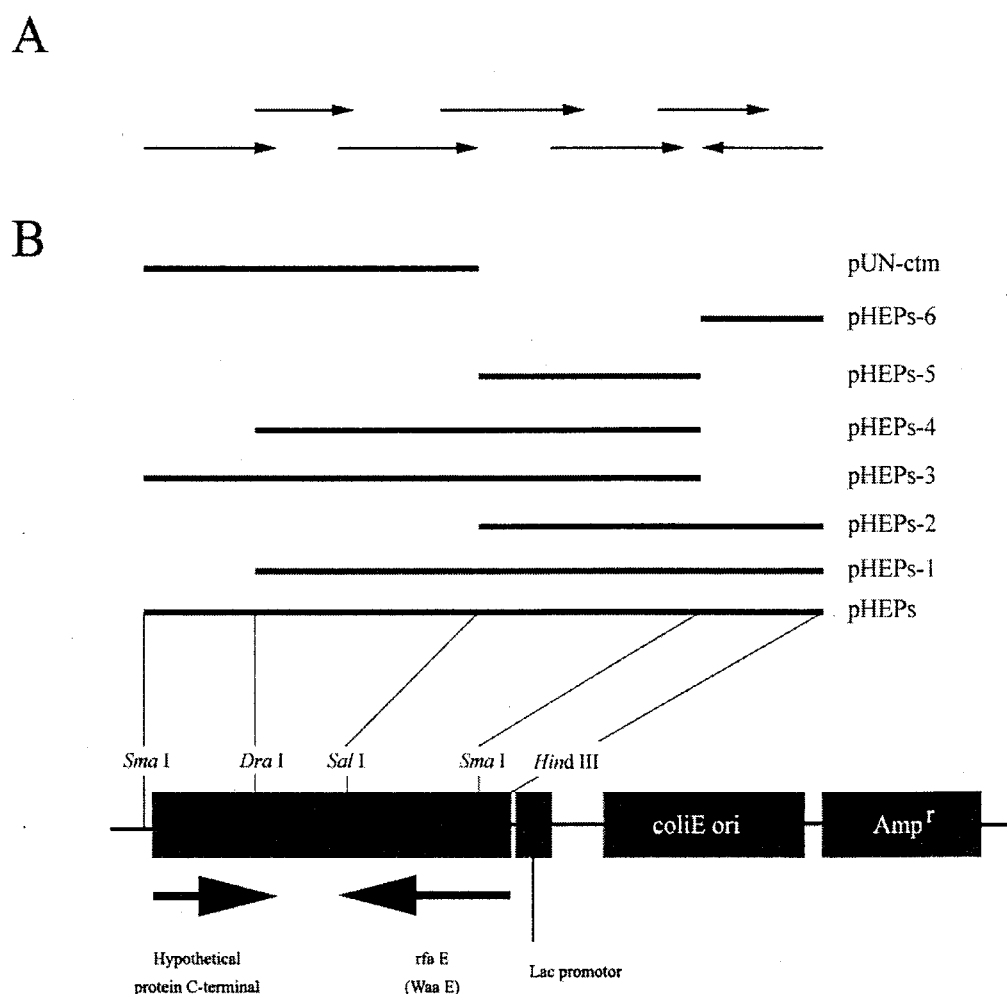 A
B
pUN-ctm
pHEPs-6
pHEPs-5
pHEPs-4
pHEPs-3
pHEPs-2
pHEPs-1
pHEPs
Sma I Dra I Sal I Sma I Hind III
coliE ori Amp r
Hypothetical rfa E
protein C-terminal (Waa E) Lac promotor